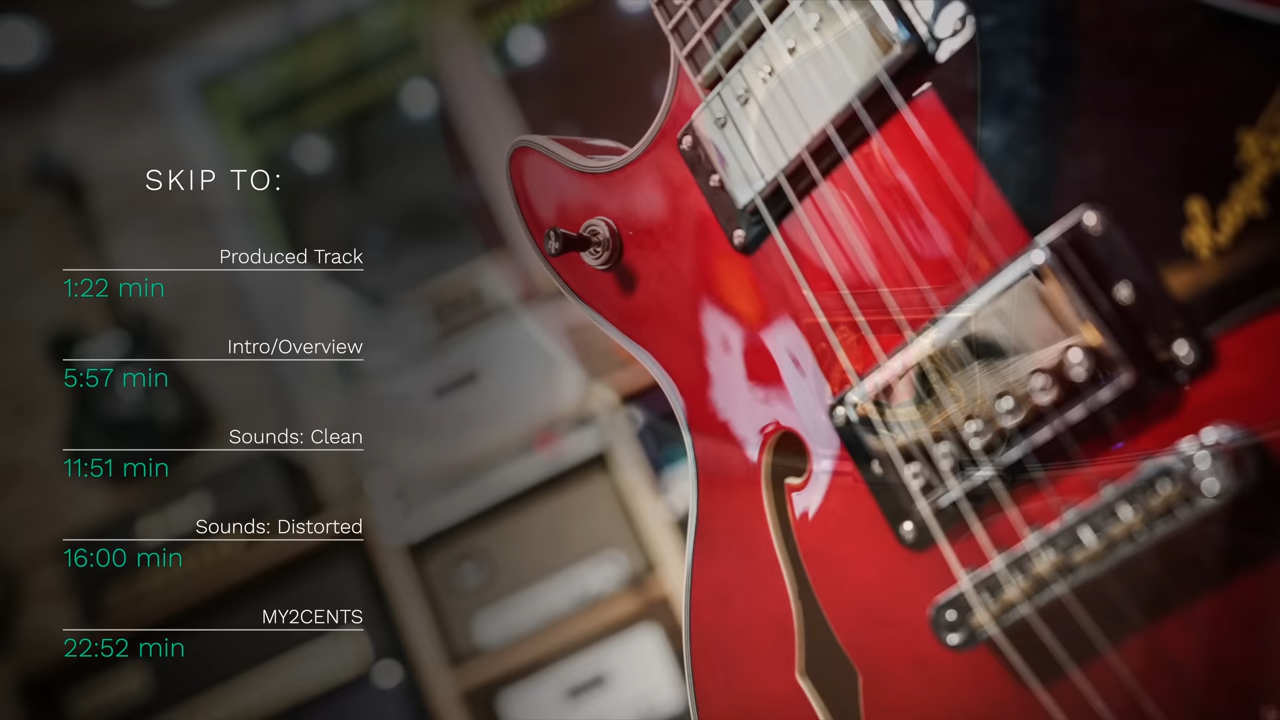 SKIP TO:
Produced Track
1:22 min
Intro/Overview
5:57 min
Sounds: Clean
11:51 min
Sounds: Distorted
16:00 min
MY2CENTS
22:52 min